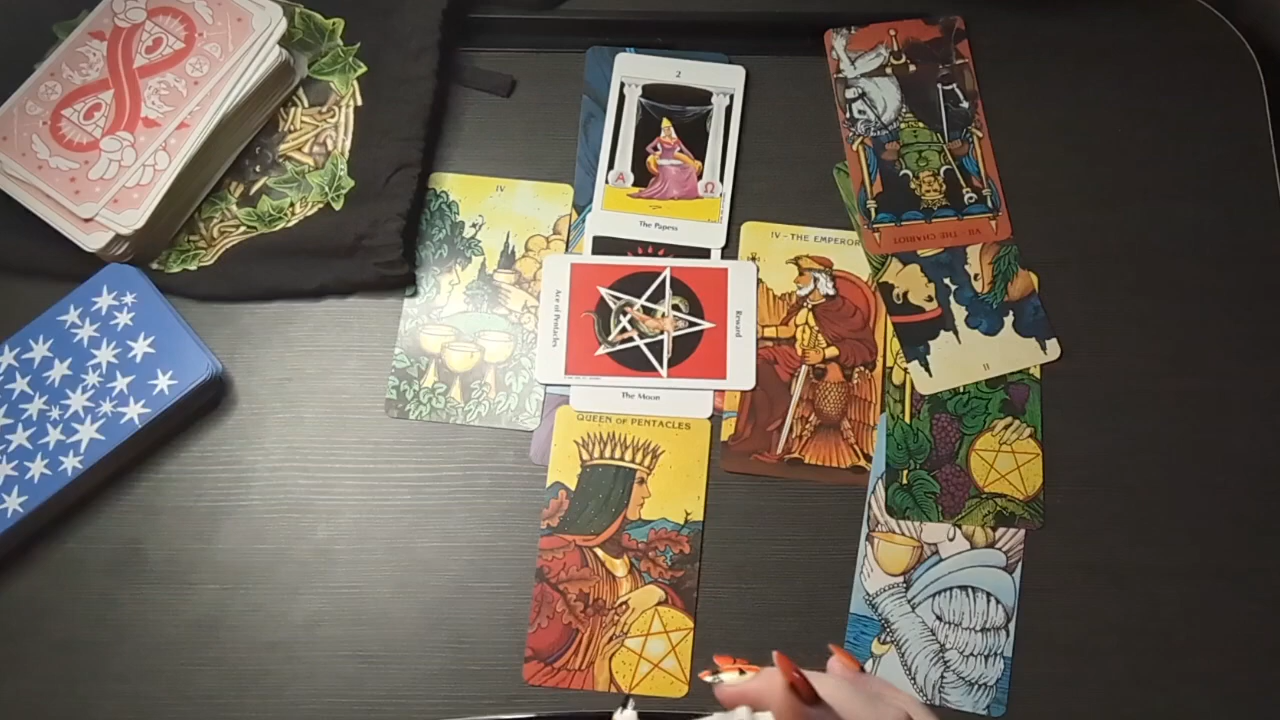 2
A
Ω
The Papess
IV
IV - THE EMPEROR
VII - THE CHARIOT
Ace of Pentacles
Reward
II
The Moon
QUEEN OF PENTACLES